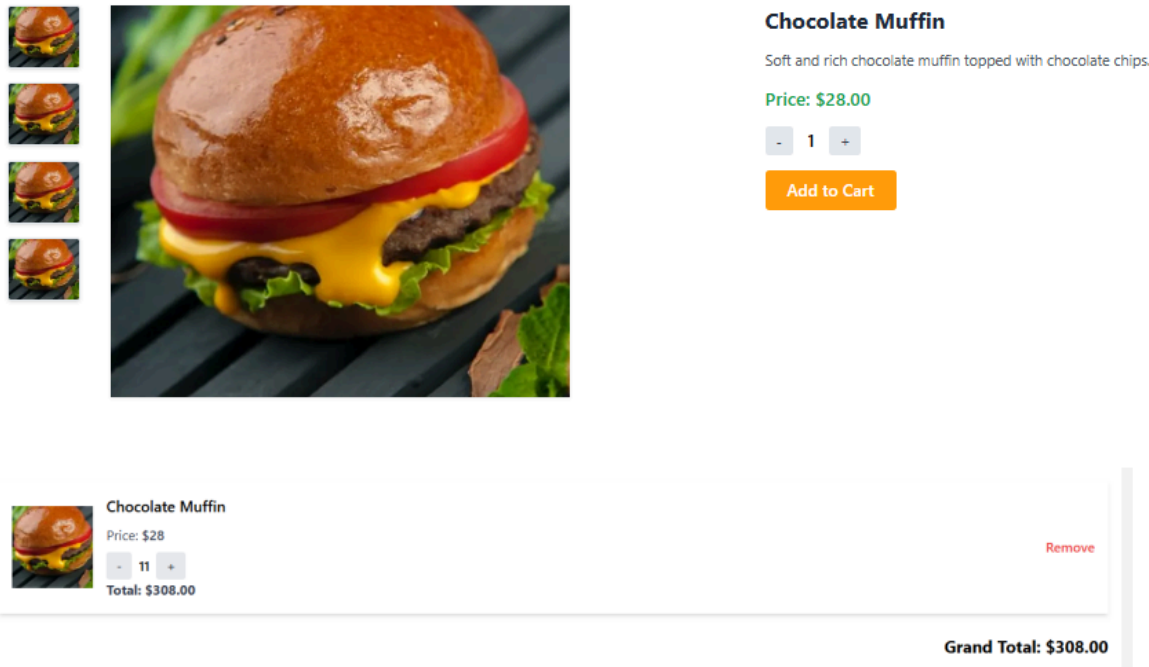 Chocolate Muffin
Soft and rich chocolate muffin topped with chocolate chips.
Price: $28.00
- 1 +
Add to Cart
Chocolate Muffin
Price: $28
- 11 +
Total: $308.00
Remove
Grand Total: $308.00